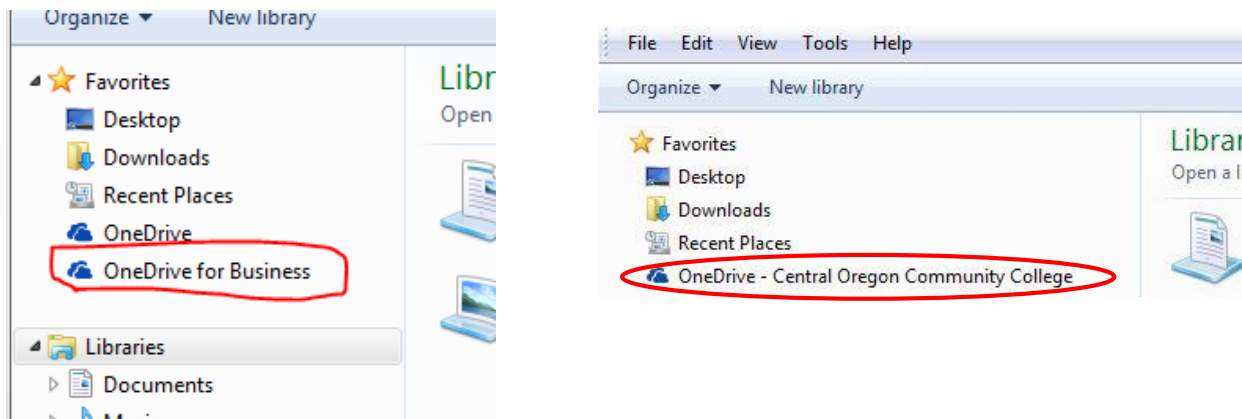 Organize New library
Favorites
Desktop
Downloads
Recent Places
OneDrive
OneDrive for Business
Libraries
Documents
Libr
Open
File Edit View Tools Help
Organize New library
Favorites
Desktop
Downloads
Recent Places
OneDrive - Central Oregon Community College
Librar
Open a l